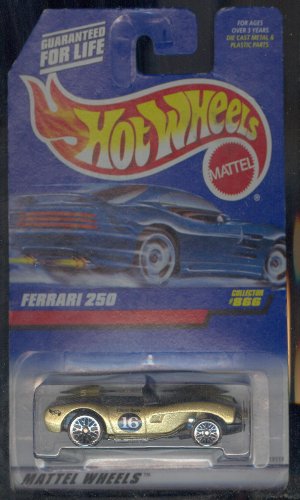 GUARANTEED
FOR LIFE
FOR AGES
OVER 3 YEARS
DIE CAST METAL &
PLASTIC PARTS
HOT WHEELS
MATTEL
®
FERRARI 250
COLLECTOR
#866
16
MATTEL WHEELS™